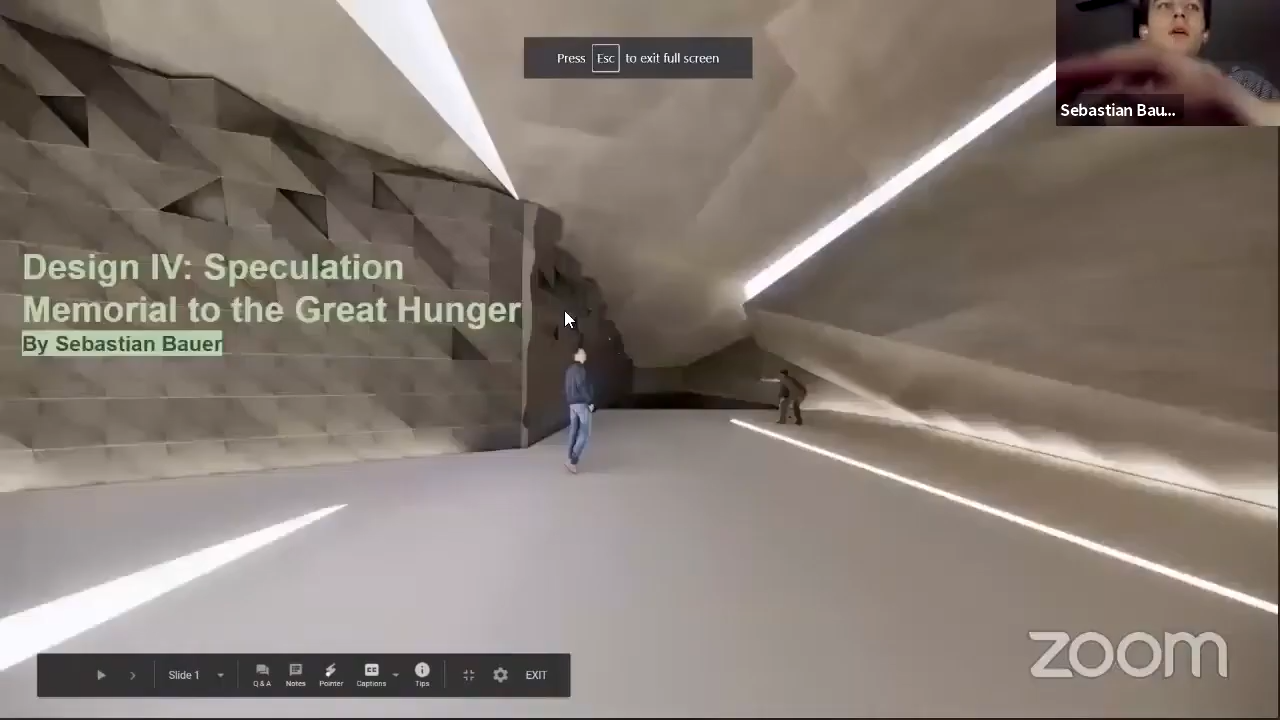 Press Esc to exit full screen
Sebastian Bau...
Design IV: Speculation
Memorial to the Great Hunger
By Sebastian Bauer
Slide 1
Q & A
Notes
Pointer
CC
Captions
Tips
EXIT
zoom